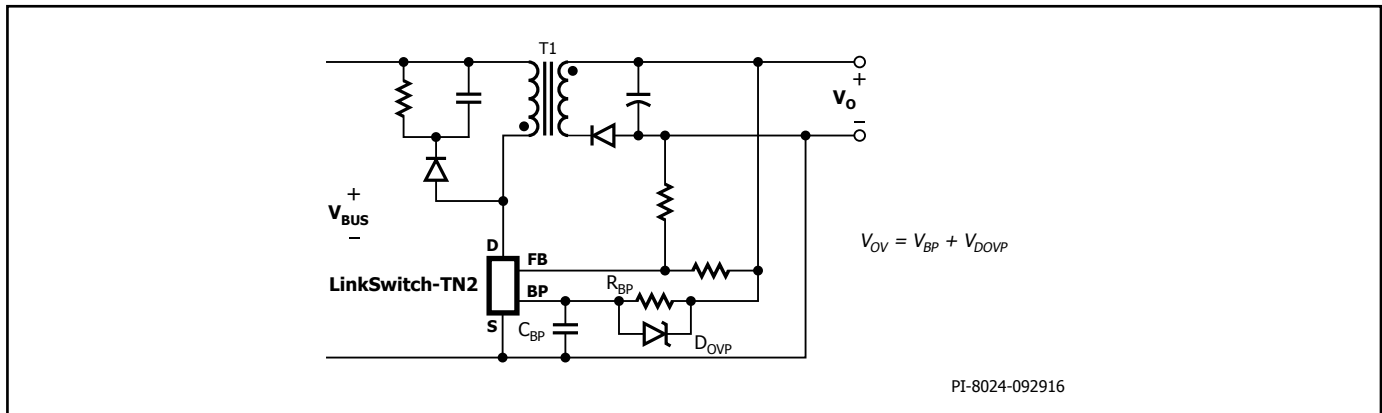 T1
+
V_O
−
+
V_BUS
−
V_OV = V_BP + V_DOVP
D
FB
LinkSwitch-TN2
BP
R_BP
S
C_BP
D_OVP
PI-8024-092916